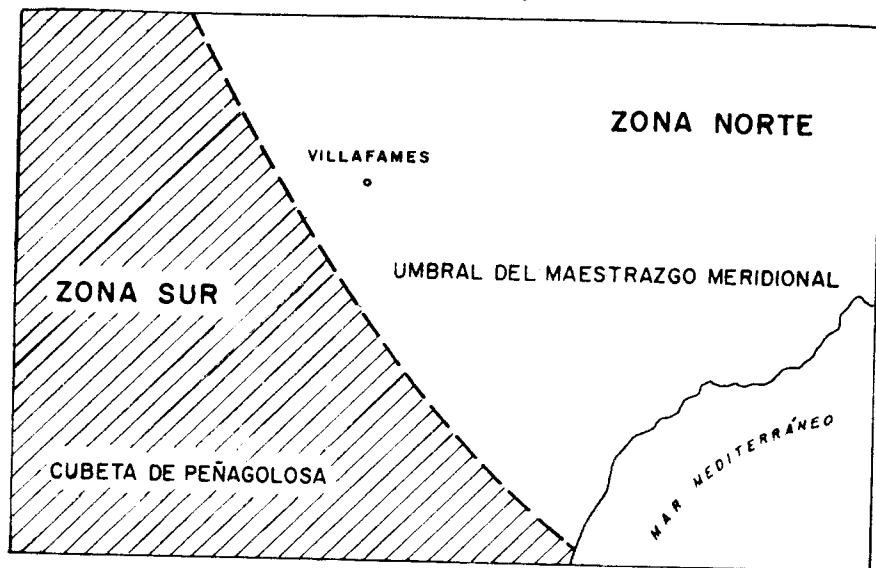 ZONA NORTE
VILLAFAMES
UMBRAL DEL MAESTRAZGO MERIDIONAL
ZONA SUR
MAR MEDITERRÁNEO
CUBETA DE PEÑAGOLOSA